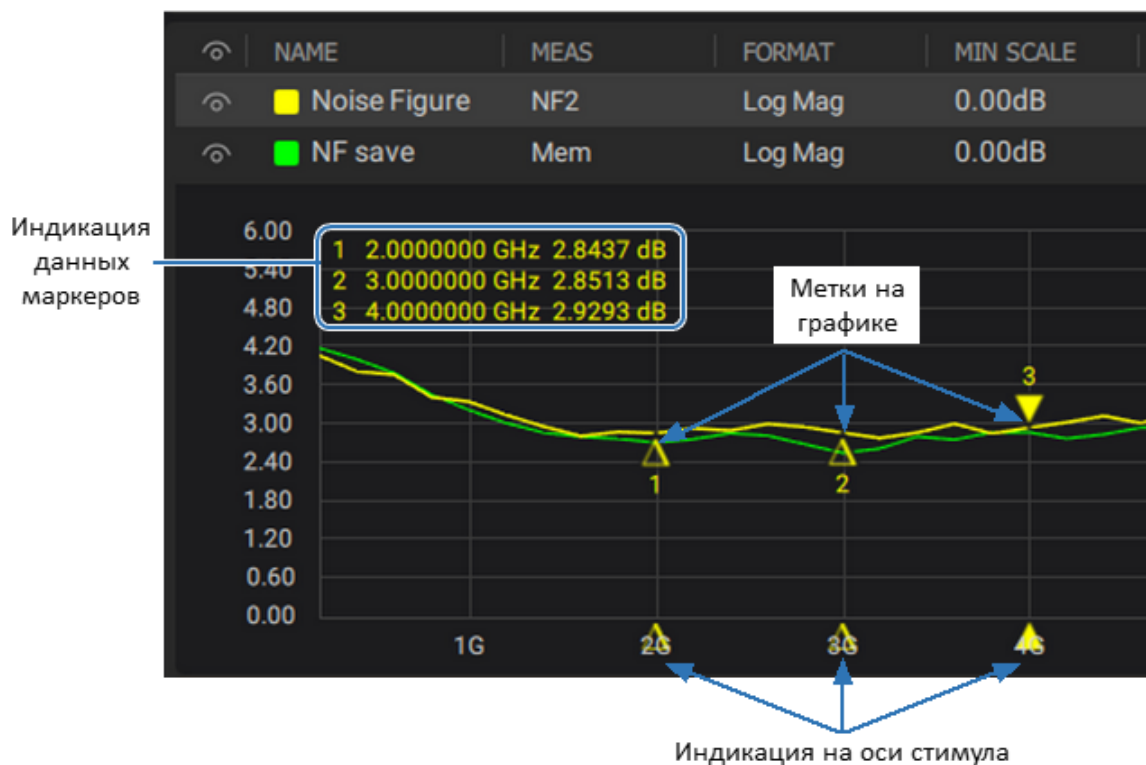 NAME MEAS FORMAT MIN SCALE
Noise Figure NF2 Log Mag 0.00dB
NF save Mem Log Mag 0.00dB
Индикация
данных
маркеров
6.00
5.40
4.80
4.20
3.60
3.00
2.40
1.80
1.20
0.60
0.00
1 2.0000000 GHz 2.8437 dB
2 3.0000000 GHz 2.8513 dB
3 4.0000000 GHz 2.9293 dB
Метки на
графике
3
1 2
1G 2G 3G 4G
Индикация на оси стимула